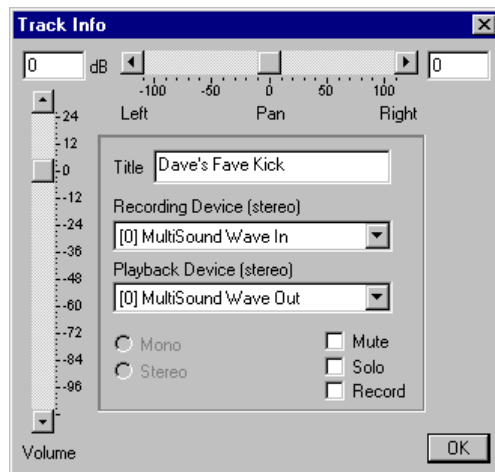 Track Info
0 dB 0
-100 -50 0 50 100
Left Pan Right
24
12
0
-12
-24
-36
-48
-60
-72
-84
-96
Volume
Title Dave's Fave Kick
Recording Device (stereo)
[0] MultiSound Wave In
Playback Device (stereo)
[0] MultiSound Wave Out
Mono
Stereo
Mute
Solo
Record
OK